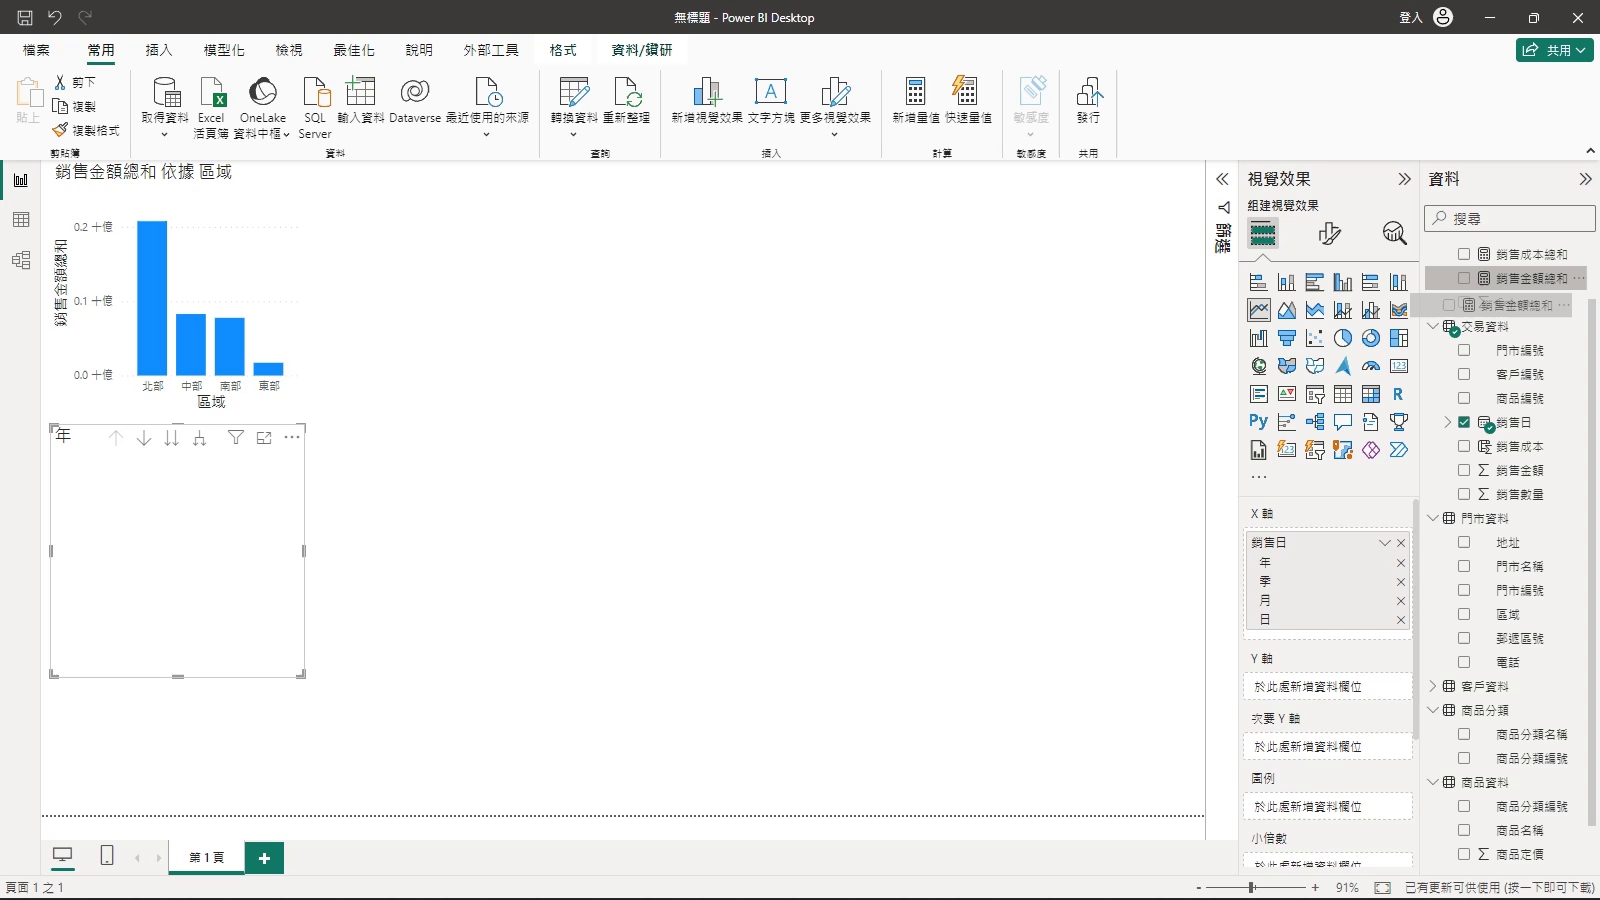 無標題 - Power BI Desktop
登入
檔案 常用 插入 模型化 檢視 最佳化 說明 外部工具 格式 資料/鑽研
共用
貼上
剪下
複製
複製格式
剪貼簿
取得資料
Excel 活頁簿
OneLake 資料中樞
SQL Server
輸入資料
Dataverse
最近使用的來源
資料
轉換資料
重新整理
查詢
新增視覺效果
文字方塊
更多視覺效果
插入
新增量值
快速量值
計算
敏感度
敏感度
發行
共用
銷售金額總和 依據 區域
銷售金額總和
0.2 十億
0.1 十億
0.0 十億
北部 中部 南部 東部
區域
年
篩選
視覺效果
組建視覺效果
123
R
Py
123
X 軸
銷售日
年
季
月
日
Y 軸
於此處新增資料欄位
次要 Y 軸
於此處新增資料欄位
圖例
於此處新增資料欄位
小倍數
於此處新增資料欄位
資料
搜尋
銷售成本總和
銷售金額總和
銷售金額總和
交易資料
門市編號
客戶編號
商品編號
銷售日
銷售成本
銷售金額
銷售數量
門市資料
地址
門市名稱
門市編號
區域
郵遞區號
電話
客戶資料
商品分類
商品分類名稱
商品分類編號
商品資料
商品分類編號
商品名稱
商品定價
第 1 頁
頁面 1 之 1
- + 91%
已有更新可供使用 (按一下即可下載)